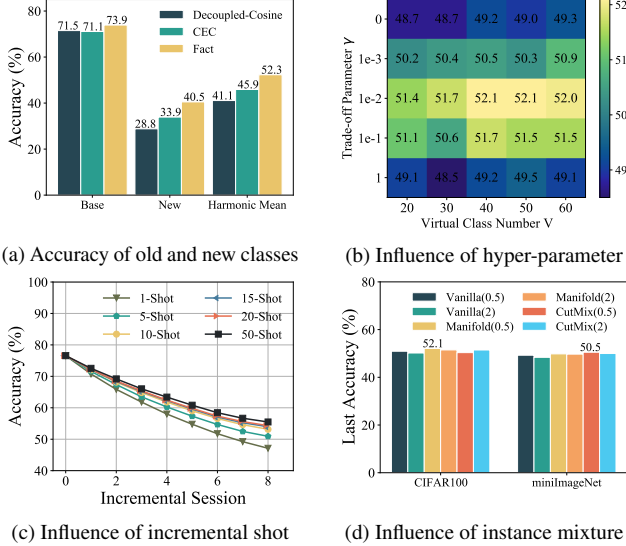 80
60
40
20
0
Accuracy (%)
Decoupled-Cosine
CEC
Fact
71.5 71.1 73.9
28.8 33.9 40.5
41.1 45.9 52.3
Base New Harmonic Mean
(a) Accuracy of old and new classes
Trade-off Parameter γ
0 48.7 48.7 49.2 49.0 49.3
1e-3 50.2 50.4 50.5 50.3 50.9
1e-2 51.4 51.7 52.1 52.1 52.0
1e-1 51.1 50.6 51.7 51.5 51.5
1 49.1 48.5 49.2 49.5 49.1
20 30 40 50 60
Virtual Class Number V
52
51
50
49
(b) Influence of hyper-parameter
100
90
80
70
60
50
40
Accuracy (%)
1-Shot 15-Shot
5-Shot 20-Shot
10-Shot 50-Shot
0 2 4 6 8
Incremental Session
(c) Influence of incremental shot
80
60
40
20
0
Last Accuracy (%)
Vanilla(0.5) Manifold(2)
Vanilla(2) CutMix(0.5)
Manifold(0.5) CutMix(2)
52.1 50.5
CIFAR100 miniImageNet
(d) Influence of instance mixture